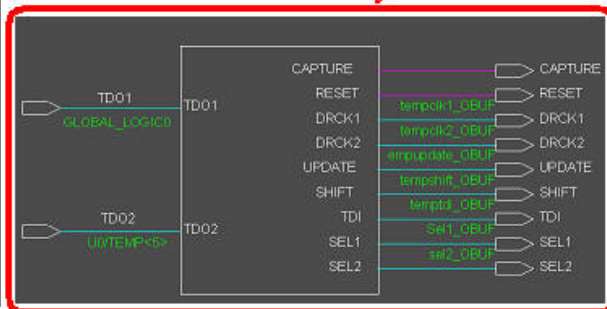 CAPTURE CAPTURE
RESET RESET
TDO1 TDO1 tempclk1_OBUF
GLOBAL_LOGIC0 DRCK1 DRCK1
tempclk2_OBUF
DRCK2 DRCK2
empupdate_OBUF
UPDATE UPDATE
tempshift_OBUF
SHIFT SHIFT
temptdi_OBUF
TDO2 TDO2 TDI TDI
U0/TEMP<5> Sel1_OBUF
SEL1 SEL1
sel2_OBUF
SEL2 SEL2